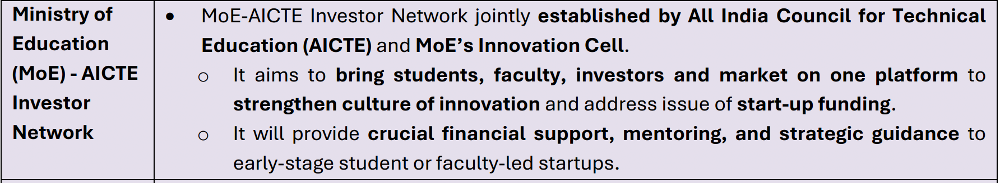 Ministry of
Education
(MoE) - AICTE
Investor
Network
● MoE-AICTE Investor Network jointly established by All India Council for Technical
Education (AICTE) and MoE’s Innovation Cell.
○ It aims to bring students, faculty, investors and market on one platform to
strengthen culture of innovation and address issue of start-up funding.
○ It will provide crucial financial support, mentoring, and strategic guidance to
early-stage student or faculty-led startups.